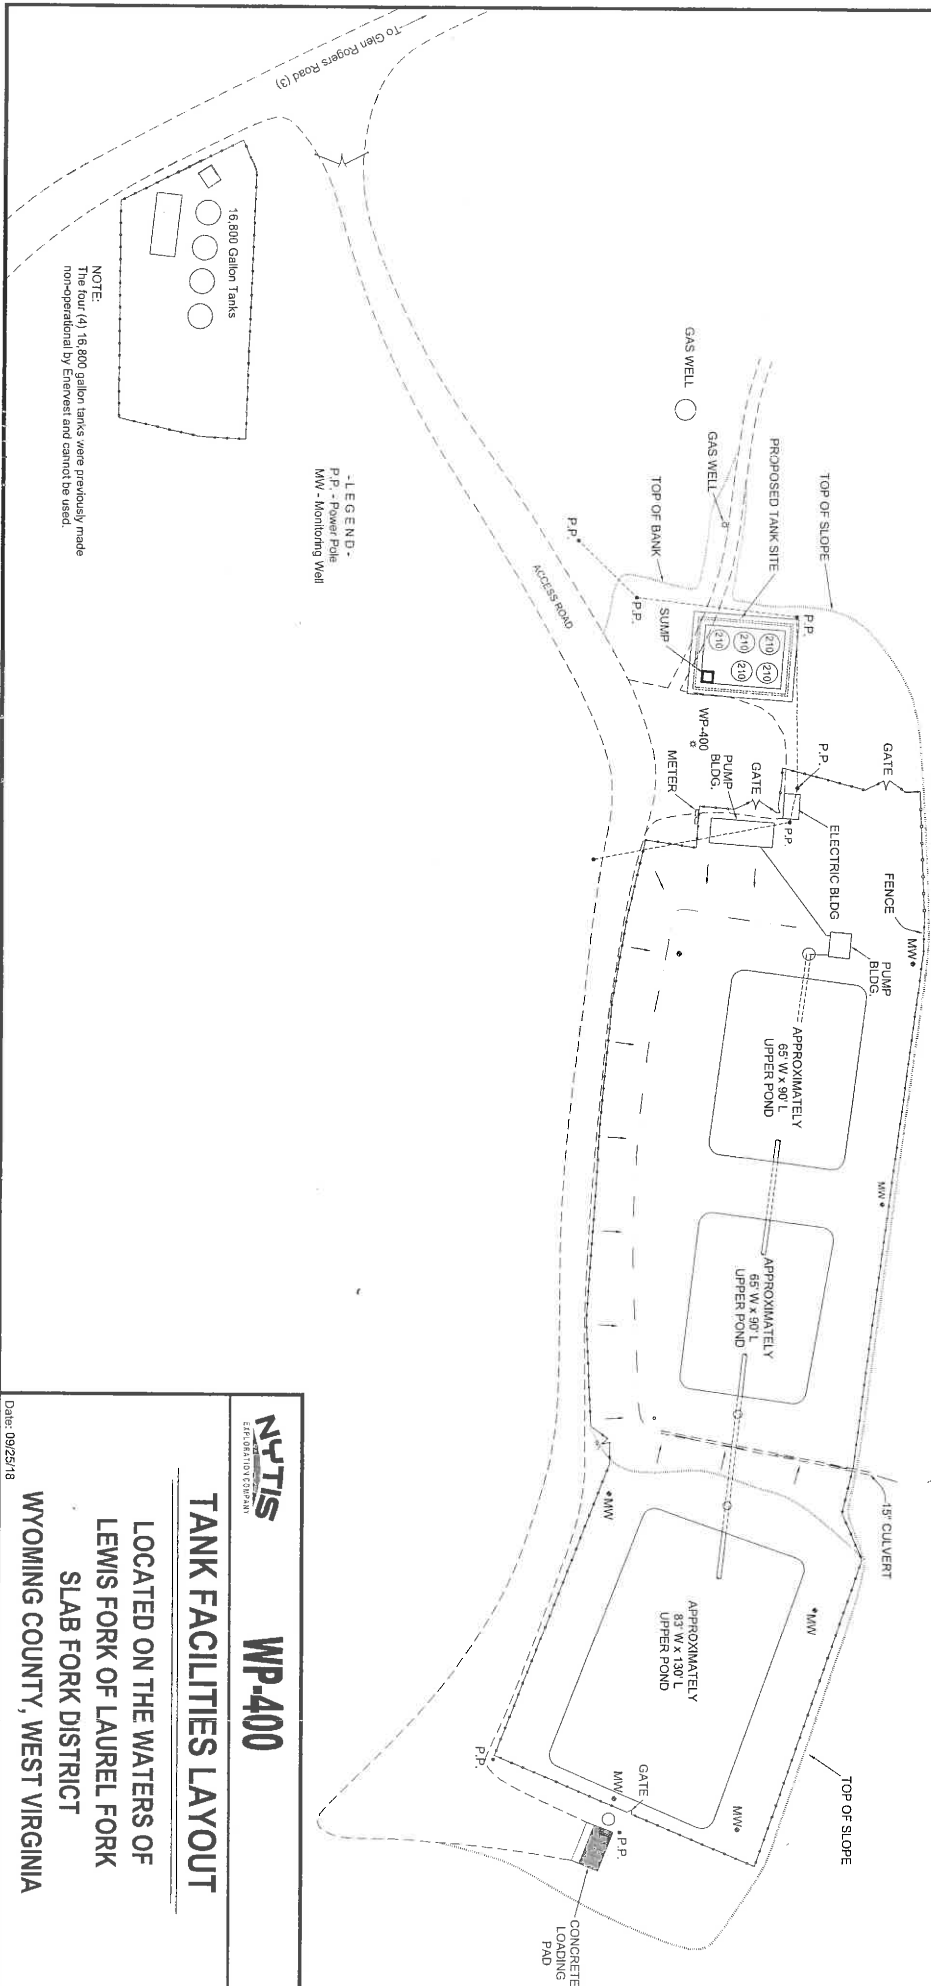 To Glen Rogers Road (3)
16,800 Gallon Tanks
NOTE:
The four (4) 16,800 gallon tanks were previously made
non-operational by Enervest and cannot be used.
-LEGEND-
P.P. - Power Pole
MW - Monitoring Well
GAS WELL
GAS WELL
TOP OF BANK
PROPOSED TANK SITE
TOP OF SLOPE
P.P.
P.P.
P.P.
ACCESS ROAD
SUMP
210
210
210
210
210
WP-400
METER
PUMP
BLDG.
GATE
P.P.
P.P.
GATE
ELECTRIC BLDG
FENCE
MW
PUMP
BLDG.
APPROXIMATELY
65' W x 90' L
UPPER POND
MW
APPROXIMATELY
65' W x 90' L
UPPER POND
15" CULVERT
MW
MW
APPROXIMATELY
83' W x 130' L
UPPER POND
TOP OF SLOPE
P.P.
MW
GATE
MW
P.P.
CONCRETE
LOADING
PAD
NYTIS
EXPLORATION COMPANY
WP-400
TANK FACILITIES LAYOUT
LOCATED ON THE WATERS OF
LEWIS FORK OF LAUREL FORK
SLAB FORK DISTRICT
WYOMING COUNTY, WEST VIRGINIA
Date: 09/25/18